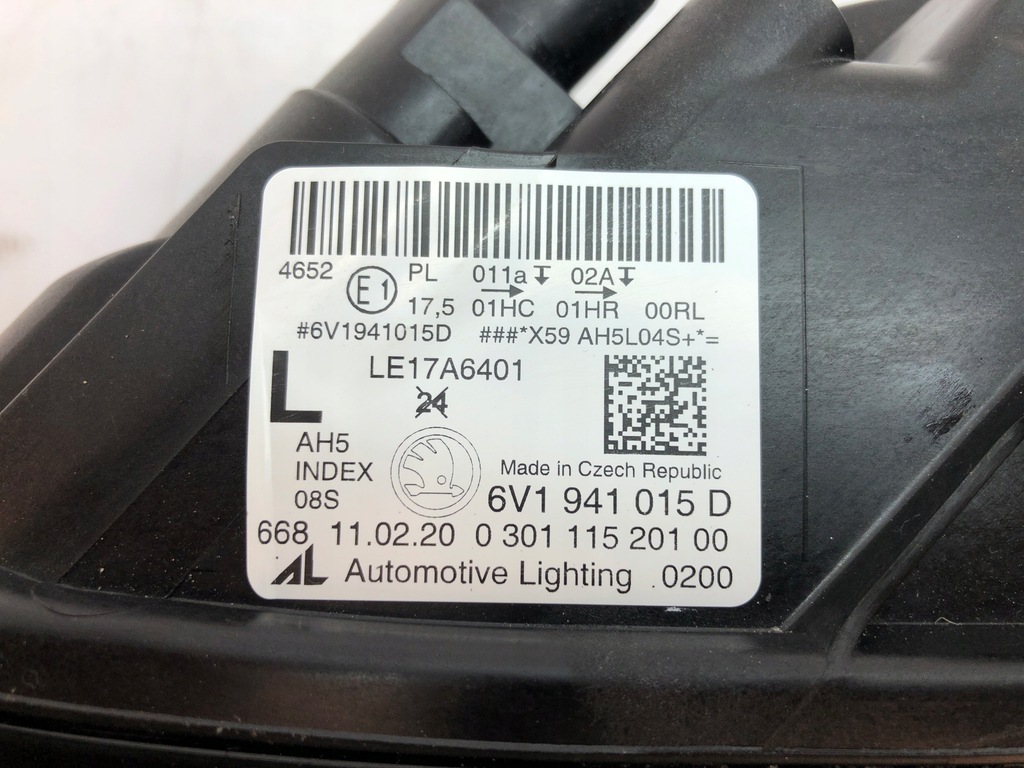 4652 E1 PL 011a 02A
17,5 01HC 01HR 00RL
#6V1941015D ###*X59 AH5L04S+*=
L LE17A6401
24
AH5
INDEX Made in Czech Republic
08S 6V1 941 015 D
668 11.02.20 0 301 115 201 00
AL Automotive Lighting .0200